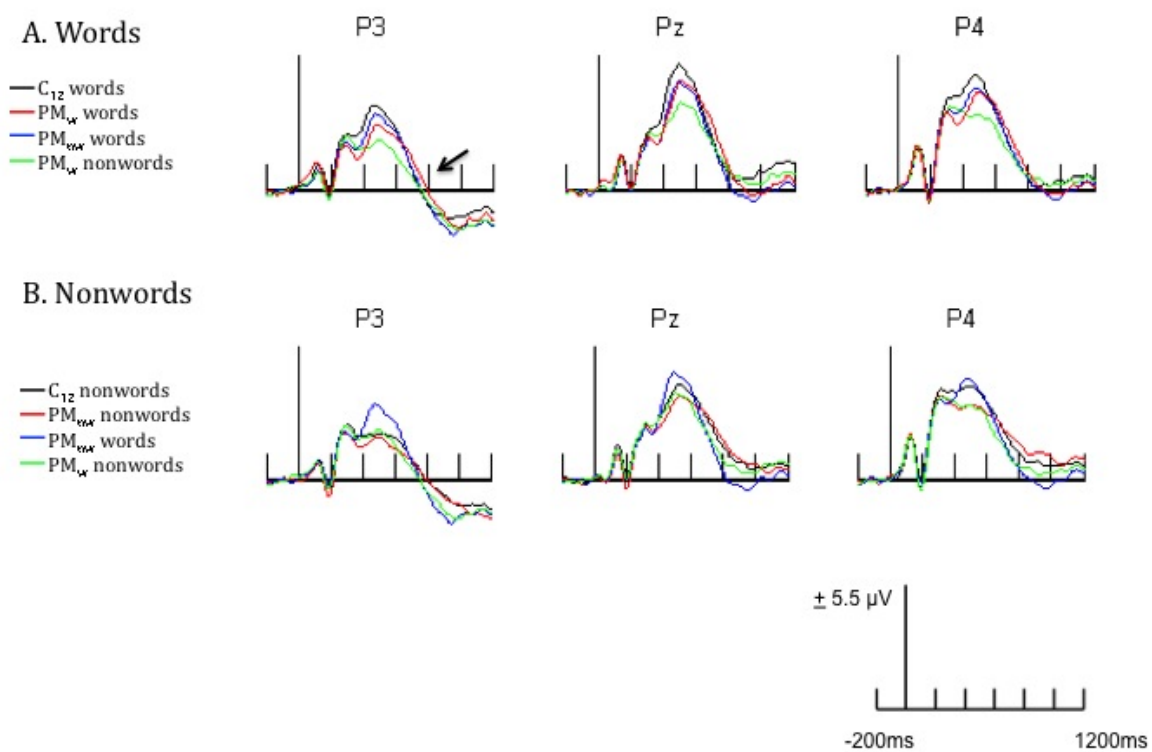 A. Words
P3 Pz P4
C12 words
PMw words
PMnw words
PMw nonwords
B. Nonwords
P3 Pz P4
C12 nonwords
PMnw nonwords
PMnw words
PMw nonwords
± 5.5 µV
-200ms 1200ms